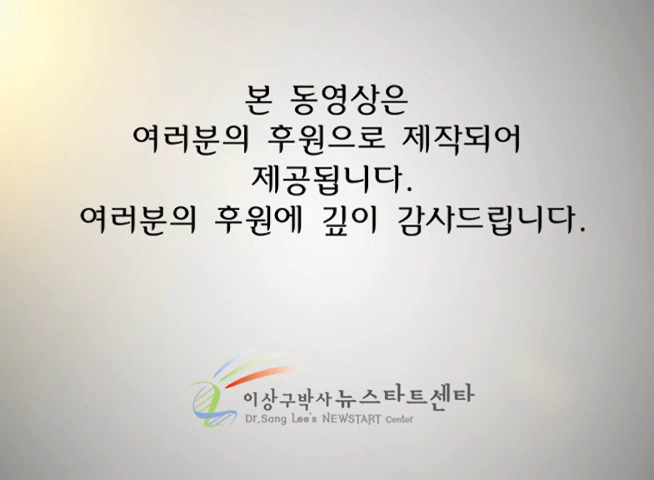 본 동영상은
여러분의 후원으로 제작되어
제공됩니다.
여러분의 후원에 깊이 감사드립니다.
이상구박사뉴스타트센타
Dr.Sang Lee's NEWSTART Center